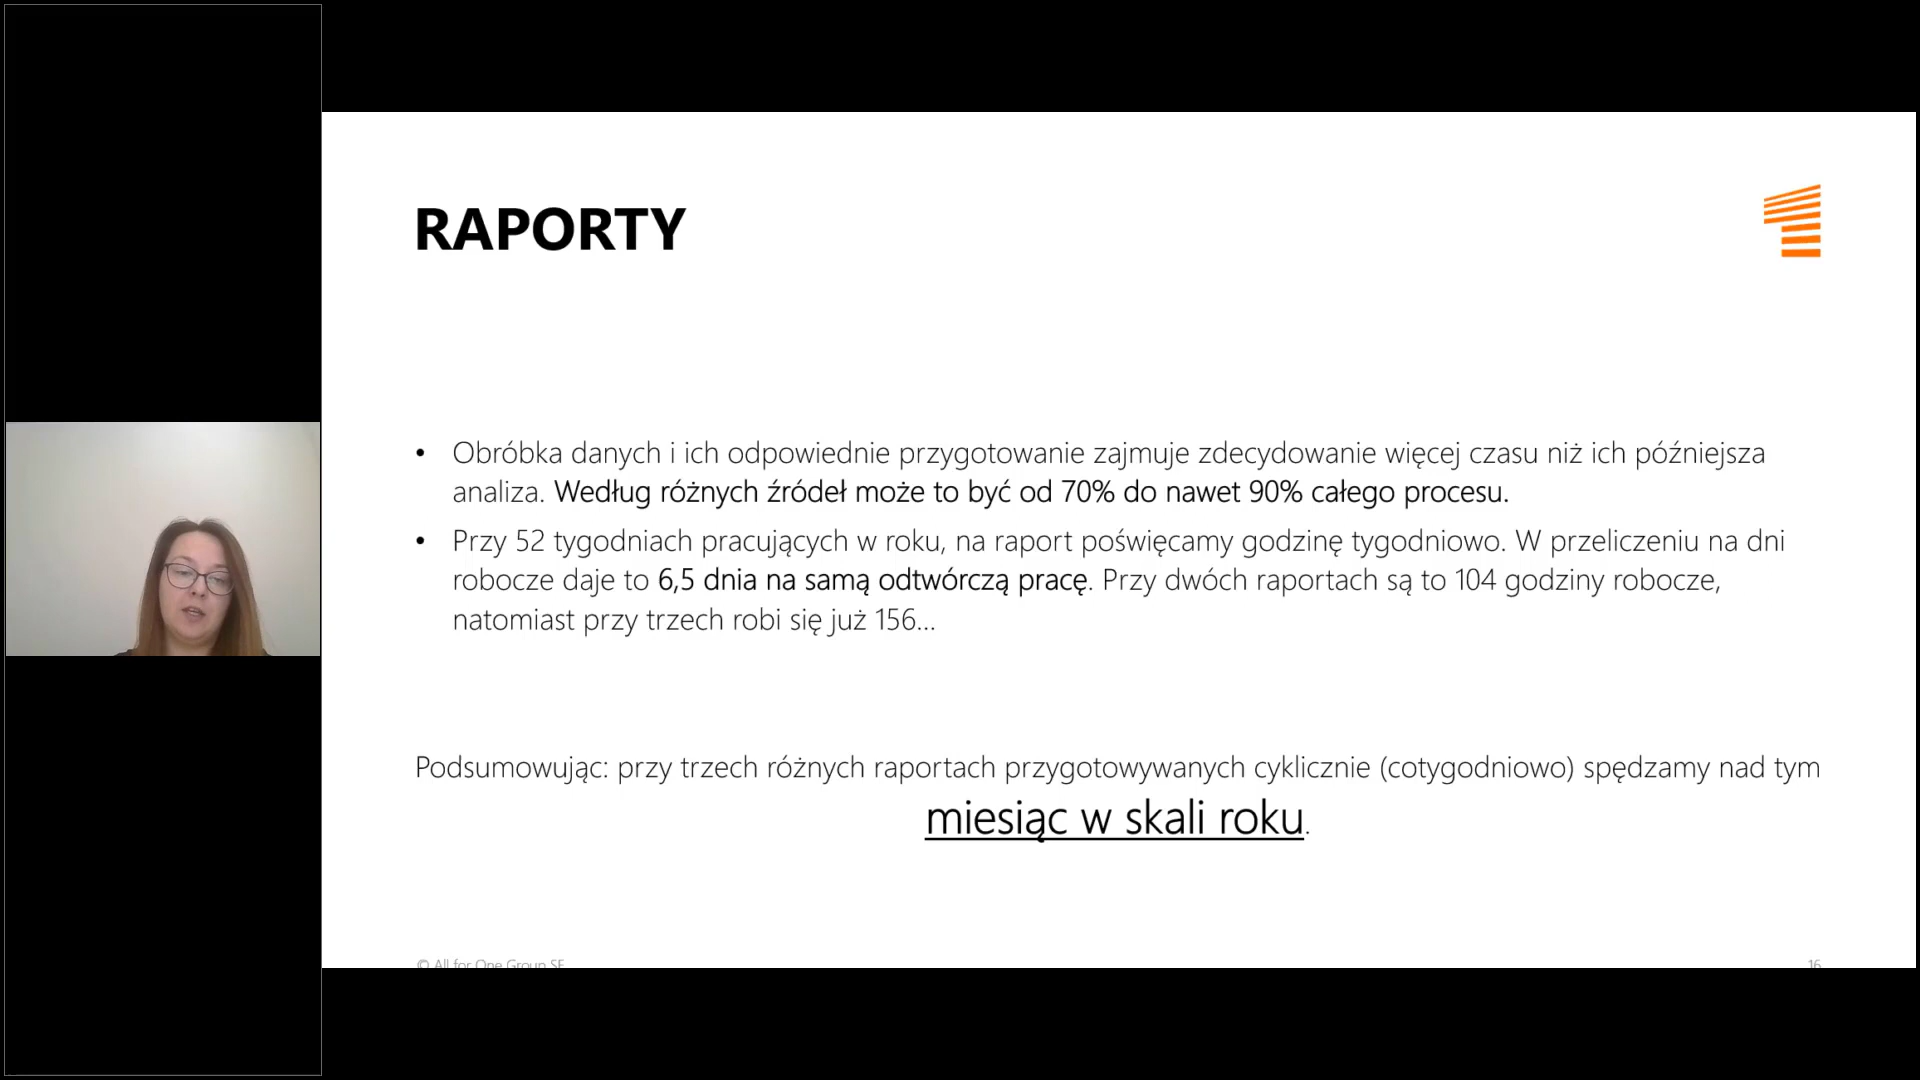 RAPORTY
• Obróbka danych i ich odpowiednie przygotowanie zajmuje zdecydowanie więcej czasu niż ich późniejsza
analiza. Według różnych źródeł może to być od 70% do nawet 90% całego procesu.
• Przy 52 tygodniach pracujących w roku, na raport poświęcamy godzinę tygodniowo. W przeliczeniu na dni
robocze daje to 6,5 dnia na samą odtwórczą pracę. Przy dwóch raportach są to 104 godziny robocze,
natomiast przy trzech robi się już 156...
Podsumowując: przy trzech różnych raportach przygotowywanych cyklicznie (cotygodniowo) spędzamy nad tym
miesiąc w skali roku.
© All for One Group SE
16